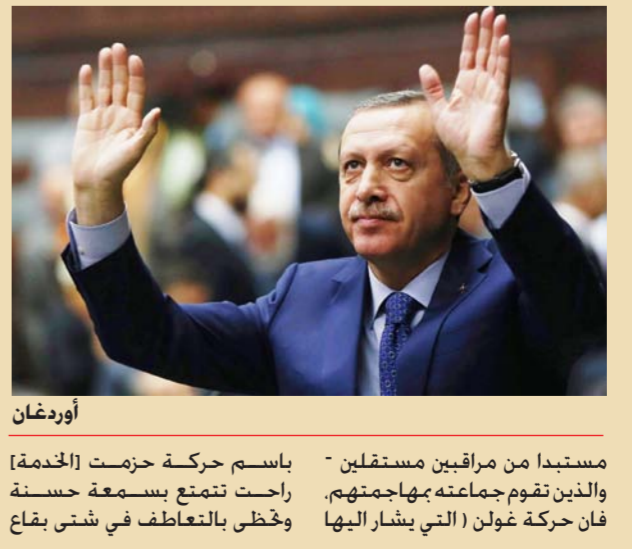 أوردغان
مستبدا من مراقبين مستقلين -
والذين تقوم جماعته بمهاجمتهم.
فان حركة غولن ( التي يشار اليها
باسم حركة حزمت [الخدمة]
راحت تتمتع بسمعة حسنة
وتحظى بالتعاطف في شتى بقاع